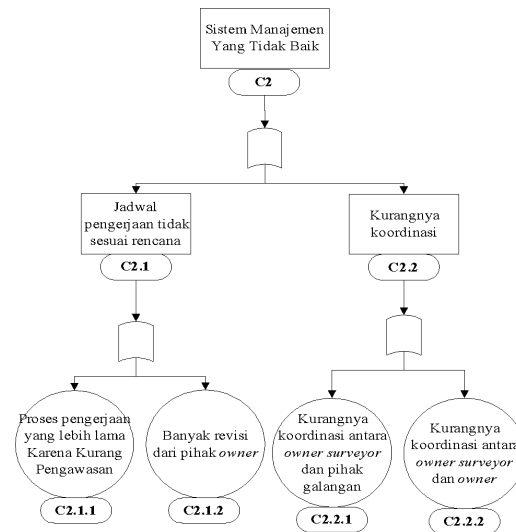 Sistem Manajemen
Yang Tidak Baik
C2
Jadwal
pengerjaan tidak
sesuai rencana
C2.1
Kurangnya
koordinasi
C2.2
Proses pengerjaan
yang lebih lama
Karena Kurang
Pengawasan
C2.1.1
Banyak revisi
dari pihak owner
C2.1.2
Kurangnya
koordinasi antara
owner surveyor
dan pihak
galangan
C2.2.1
Kurangnya
koordinasi antara
owner surveyor
dan owner
C2.2.2